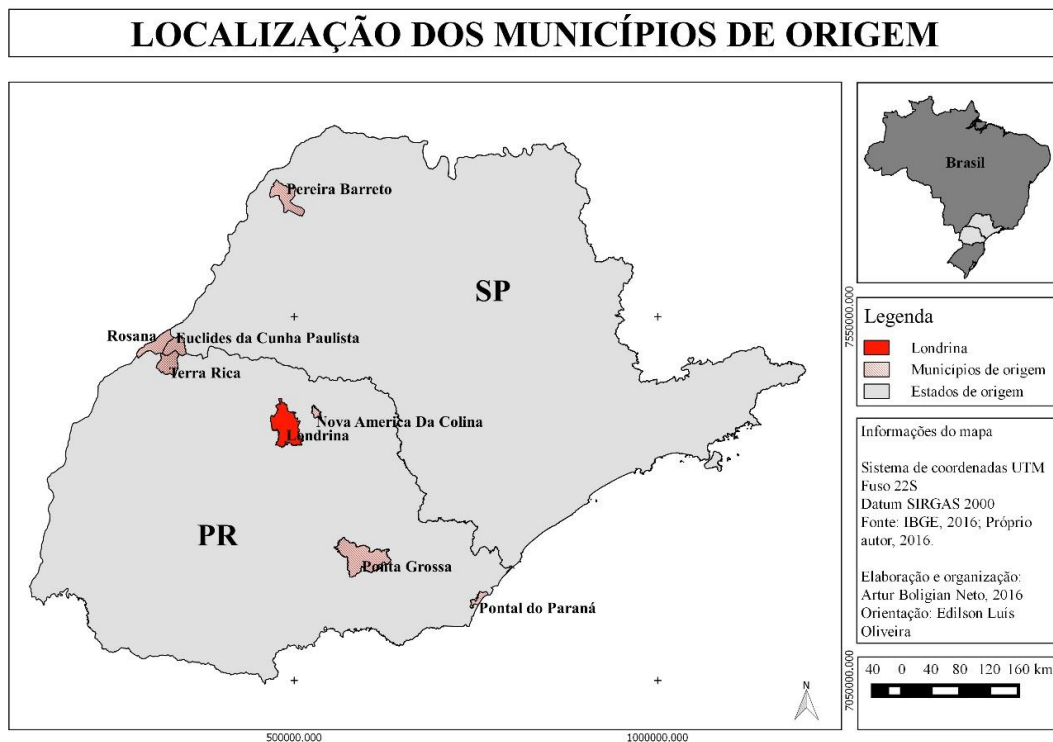 LOCALIZAÇÃO DOS MUNICÍPIOS DE ORIGEM
Pereira Barreto
SP
Rosana
Euclides da Cunha Paulista
Terra Rica
Nova America Da Colina
Londrina
PR
Ponta Grossa
Pontal do Paraná
500000.000
1000000.000
7550000.000
7050000.000
N
Brasil
Legenda
Londrina
Municípios de origem
Estados de origem
Informações do mapa
Sistema de coordenadas UTM
Fuso 22S
Datum SIRGAS 2000
Fonte: IBGE, 2016; Próprio
autor, 2016.
Elaboração e organização:
Artur Boligian Neto, 2016
Orientação: Edilson Luís
Oliveira
40 0 40 80 120 160 km